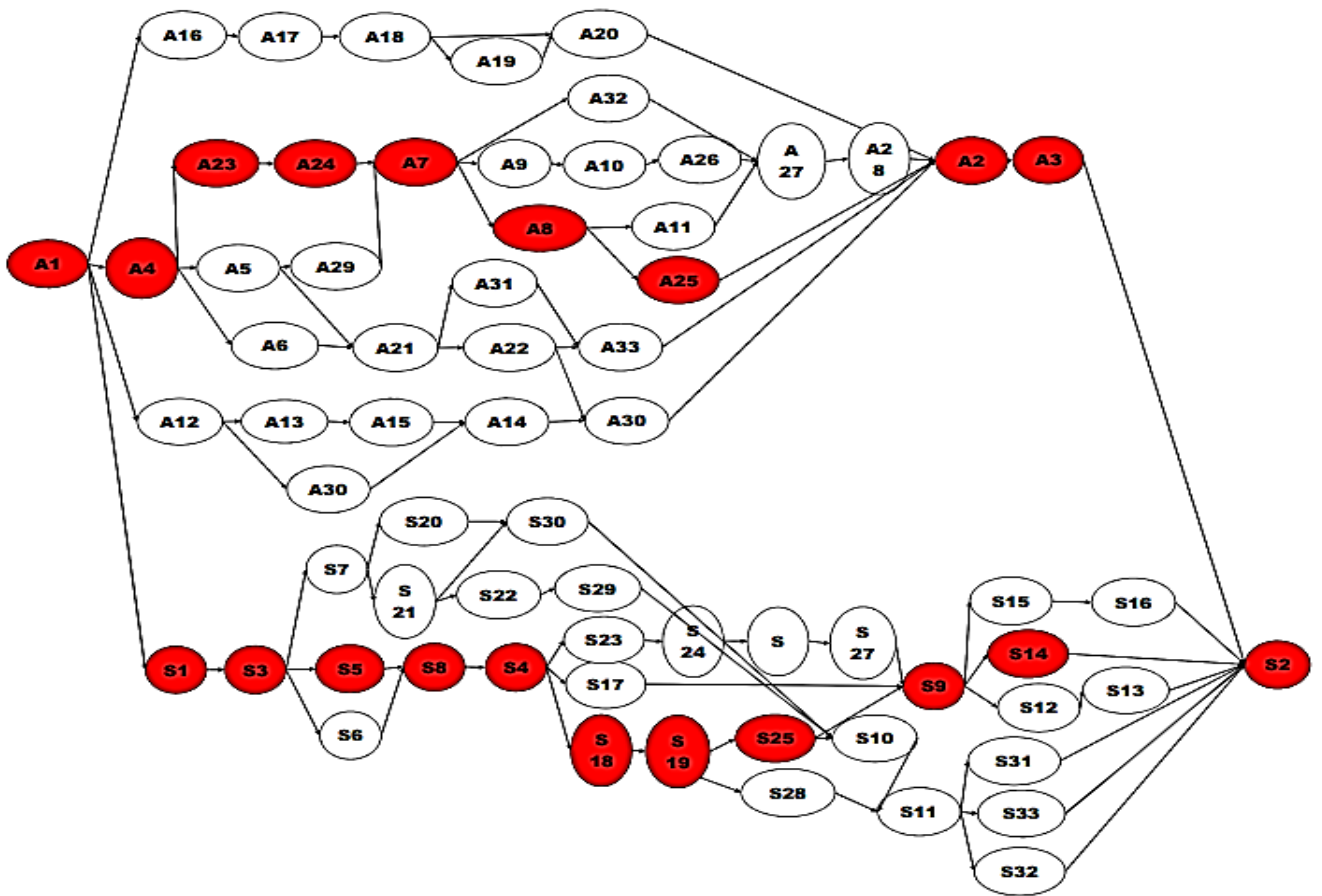 A16
A17
A18
A19
A20
A32
A23
A24
A7
A9
A10
A26
A
27
A2
8
A2
A3
A8
A11
A1
A4
A5
A29
A31
A25
A6
A21
A22
A33
A12
A13
A15
A14
A30
A30
S20
S30
S7
S
21
S22
S29
S15
S16
S23
S
24
S
S
27
S14
S1
S3
S5
S8
S4
S17
S9
S2
S12
S13
S6
S
18
S
19
S25
S10
S31
S28
S11
S33
S32